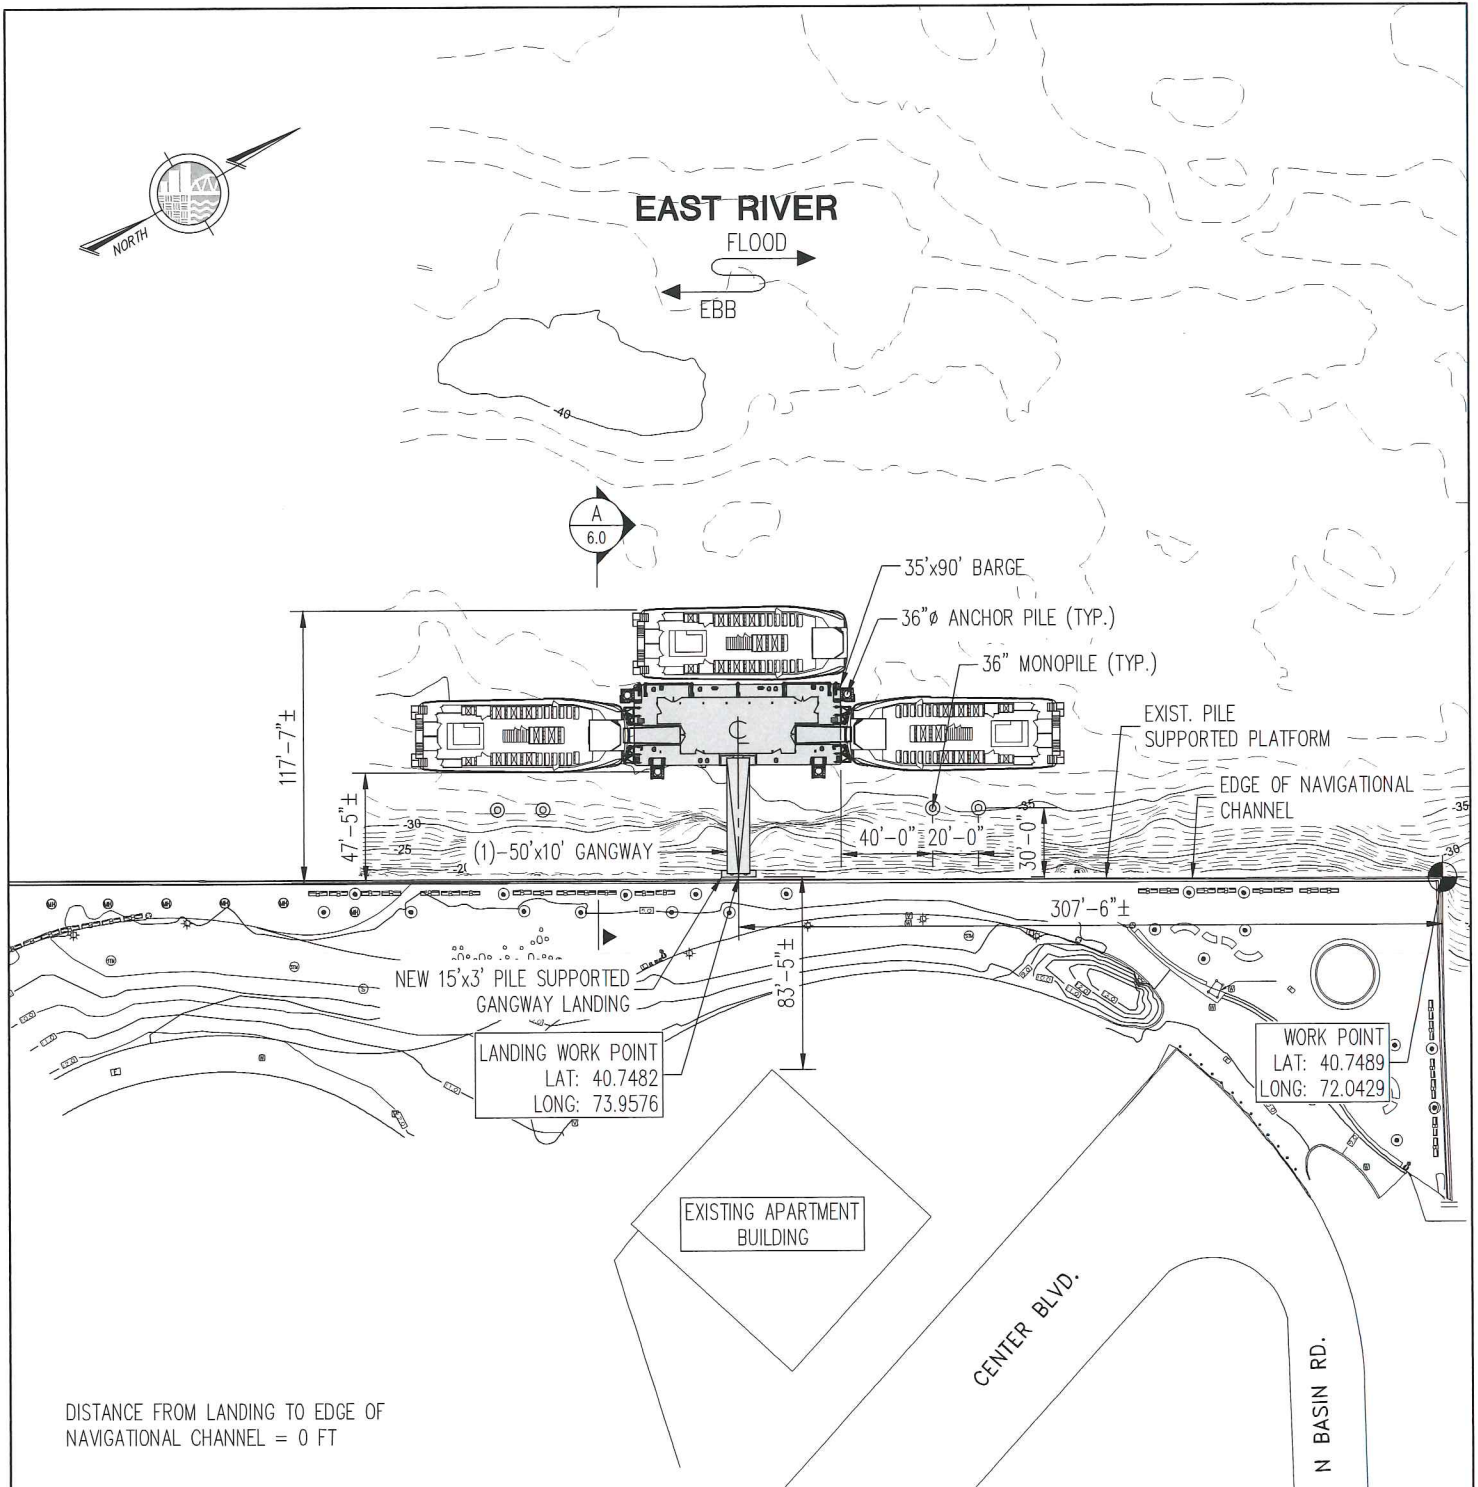 NORTH
EAST RIVER
FLOOD
EBB
-40
A
6.0
35'x90' BARGE
36"ø ANCHOR PILE (TYP.)
36" MONOPILE (TYP.)
117'-7"±
EXIST. PILE
SUPPORTED PLATFORM
EDGE OF NAVIGATIONAL
CHANNEL
47'-5"±
-30
-25
-35
-35
-30
(1)-50'x10' GANGWAY
40'-0"
20'-0"
30'-0"
307'-6"±
83'-5"±
NEW 15'x3' PILE SUPPORTED
GANGWAY LANDING
LANDING WORK POINT
LAT: 40.7482
LONG: 73.9576
WORK POINT
LAT: 40.7489
LONG: 72.0429
EXISTING APARTMENT
BUILDING
CENTER BLVD.
N BASIN RD.
DISTANCE FROM LANDING TO EDGE OF
NAVIGATIONAL CHANNEL = 0 FT